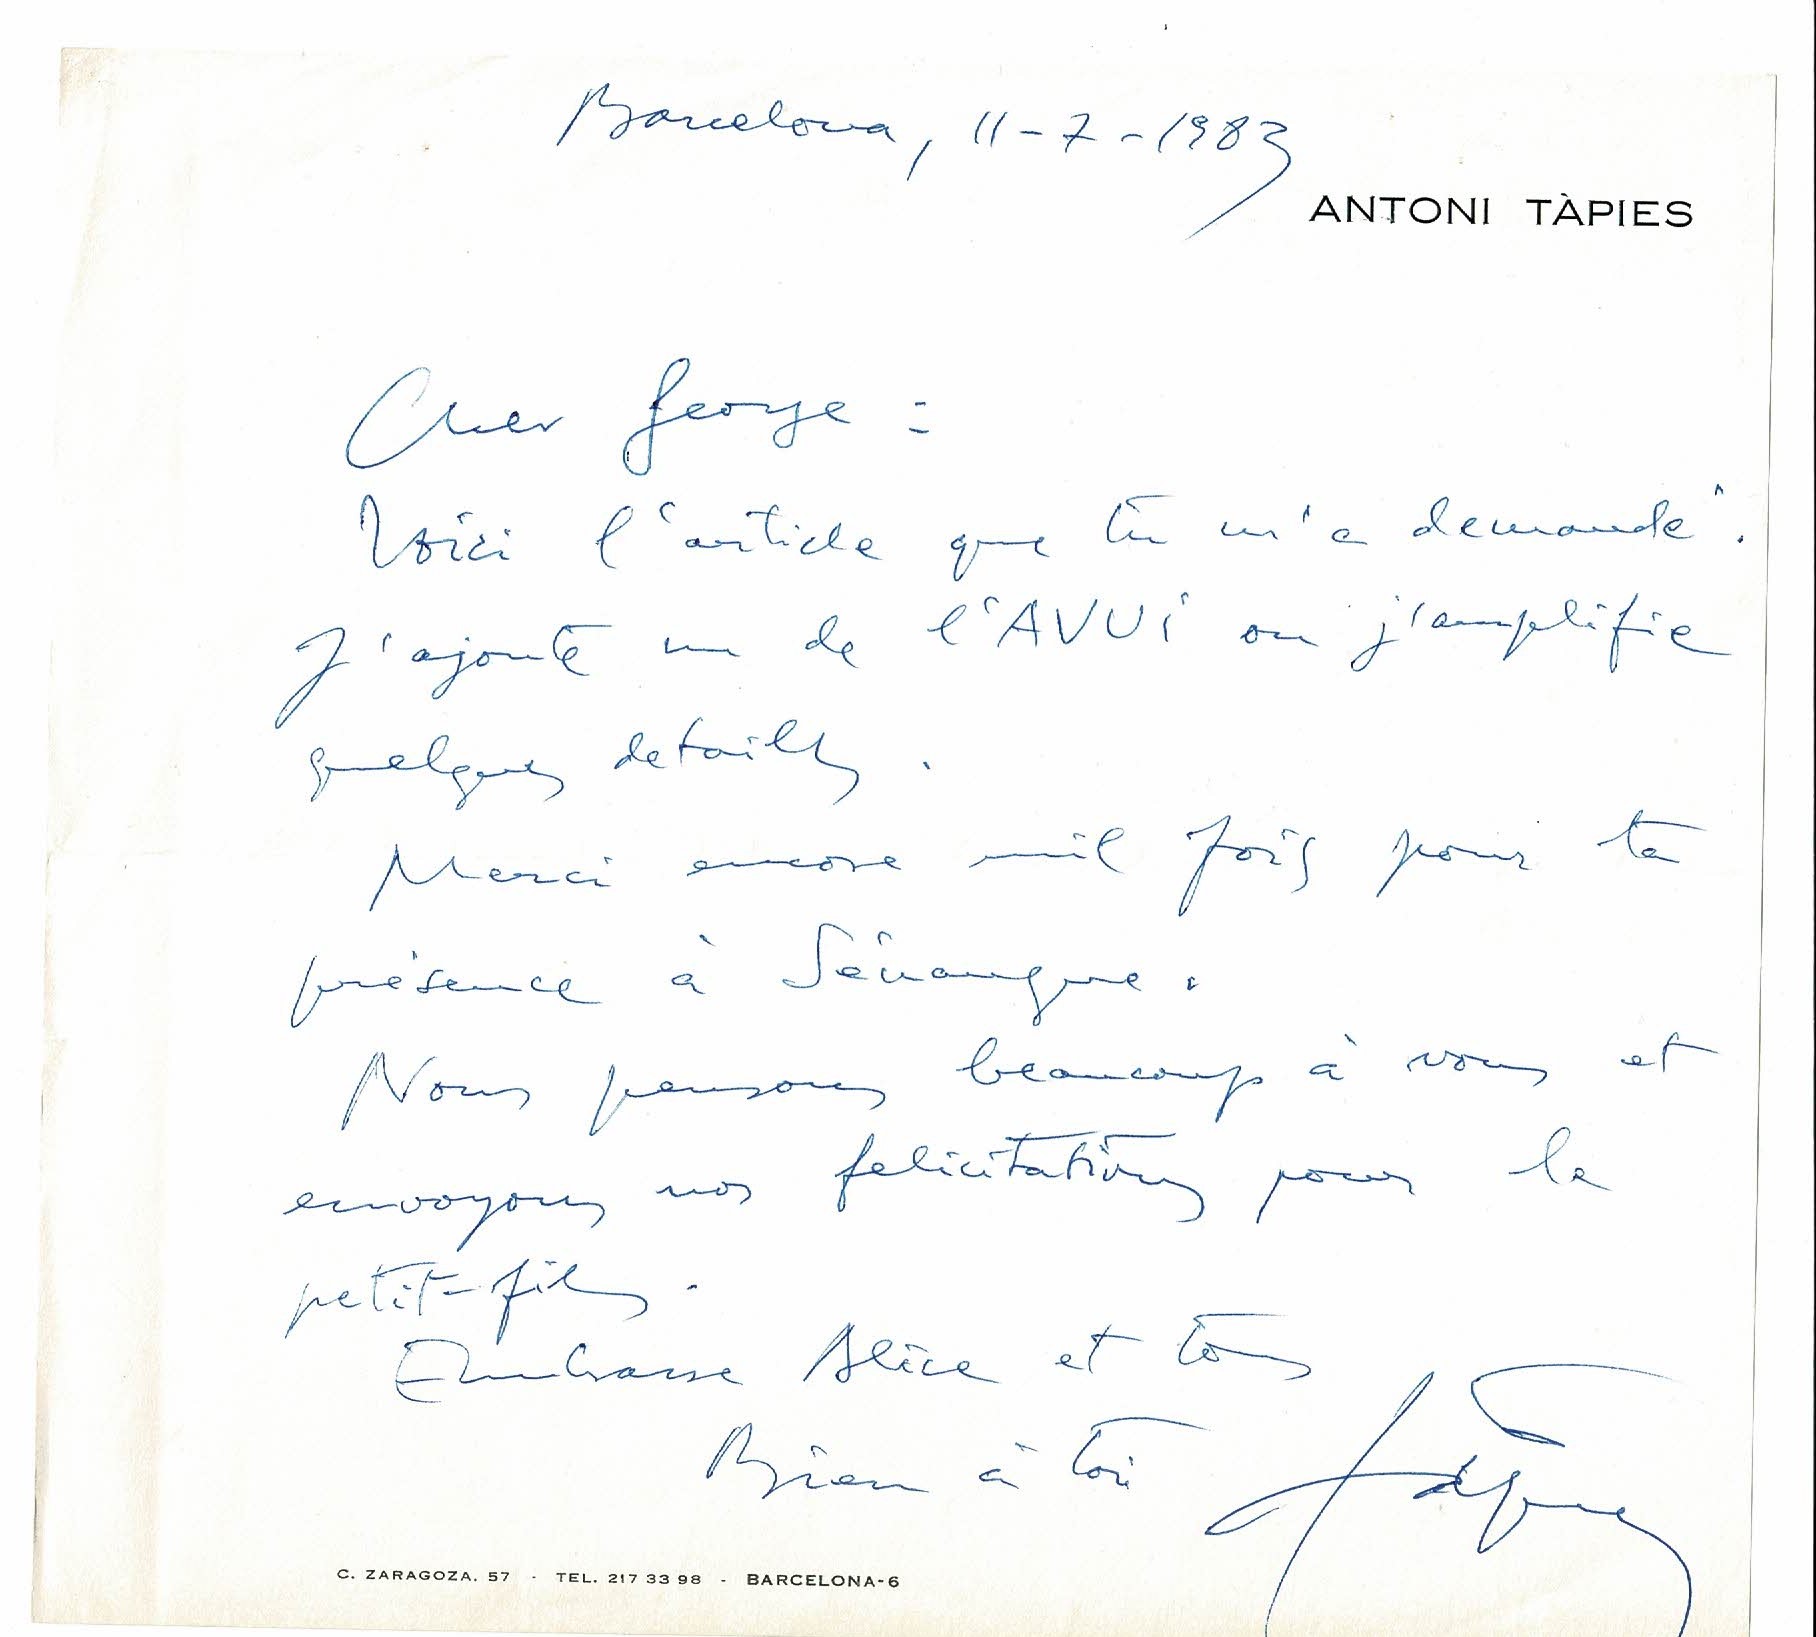 Barcelona, 11-7-1983
ANTONI TÀPIES
Cher George :
Voici l'article que tu m'a demandé.
J'ajoute un de l'AVUI ou j'amplifie
quelques details.
Merci encore mil fois pour ta
présence à Sénanque.
Nous pensons beaucoup à vous et
envoyons nos felicitations pour le
petit-fils.
Embrasse Alice et tous
Bien à toi Tàpies
C. ZARAGOZA. 57 - TEL. 217 33 98 - BARCELONA-6